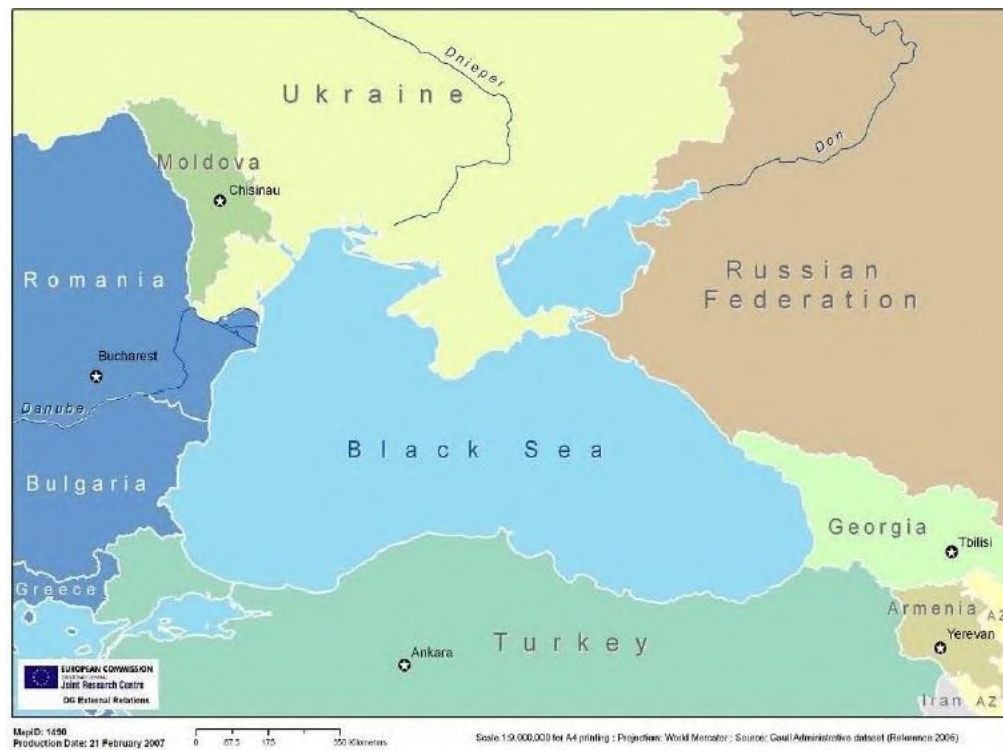 Dnieper
Ukraine
Don
Moldova
Chisinau
Romania
Russian
Federation
Bucharest
Danube
Black Sea
Bulgaria
Georgia
Tbilisi
Greece
Armenia
AZ
Yerevan
Turkey
Ankara
Iran
AZ
EUROPEAN COMMISSION
Joint Research Centre
DG External Relations
MapID: 1490
Production Date: 21 February 2007
0 87.5 175 350 Kilometers
Scale 1:9,000,000 for A4 printing ; Projection: World Mercator ; Source: Gaul Administrative dataset (Reference 2006)